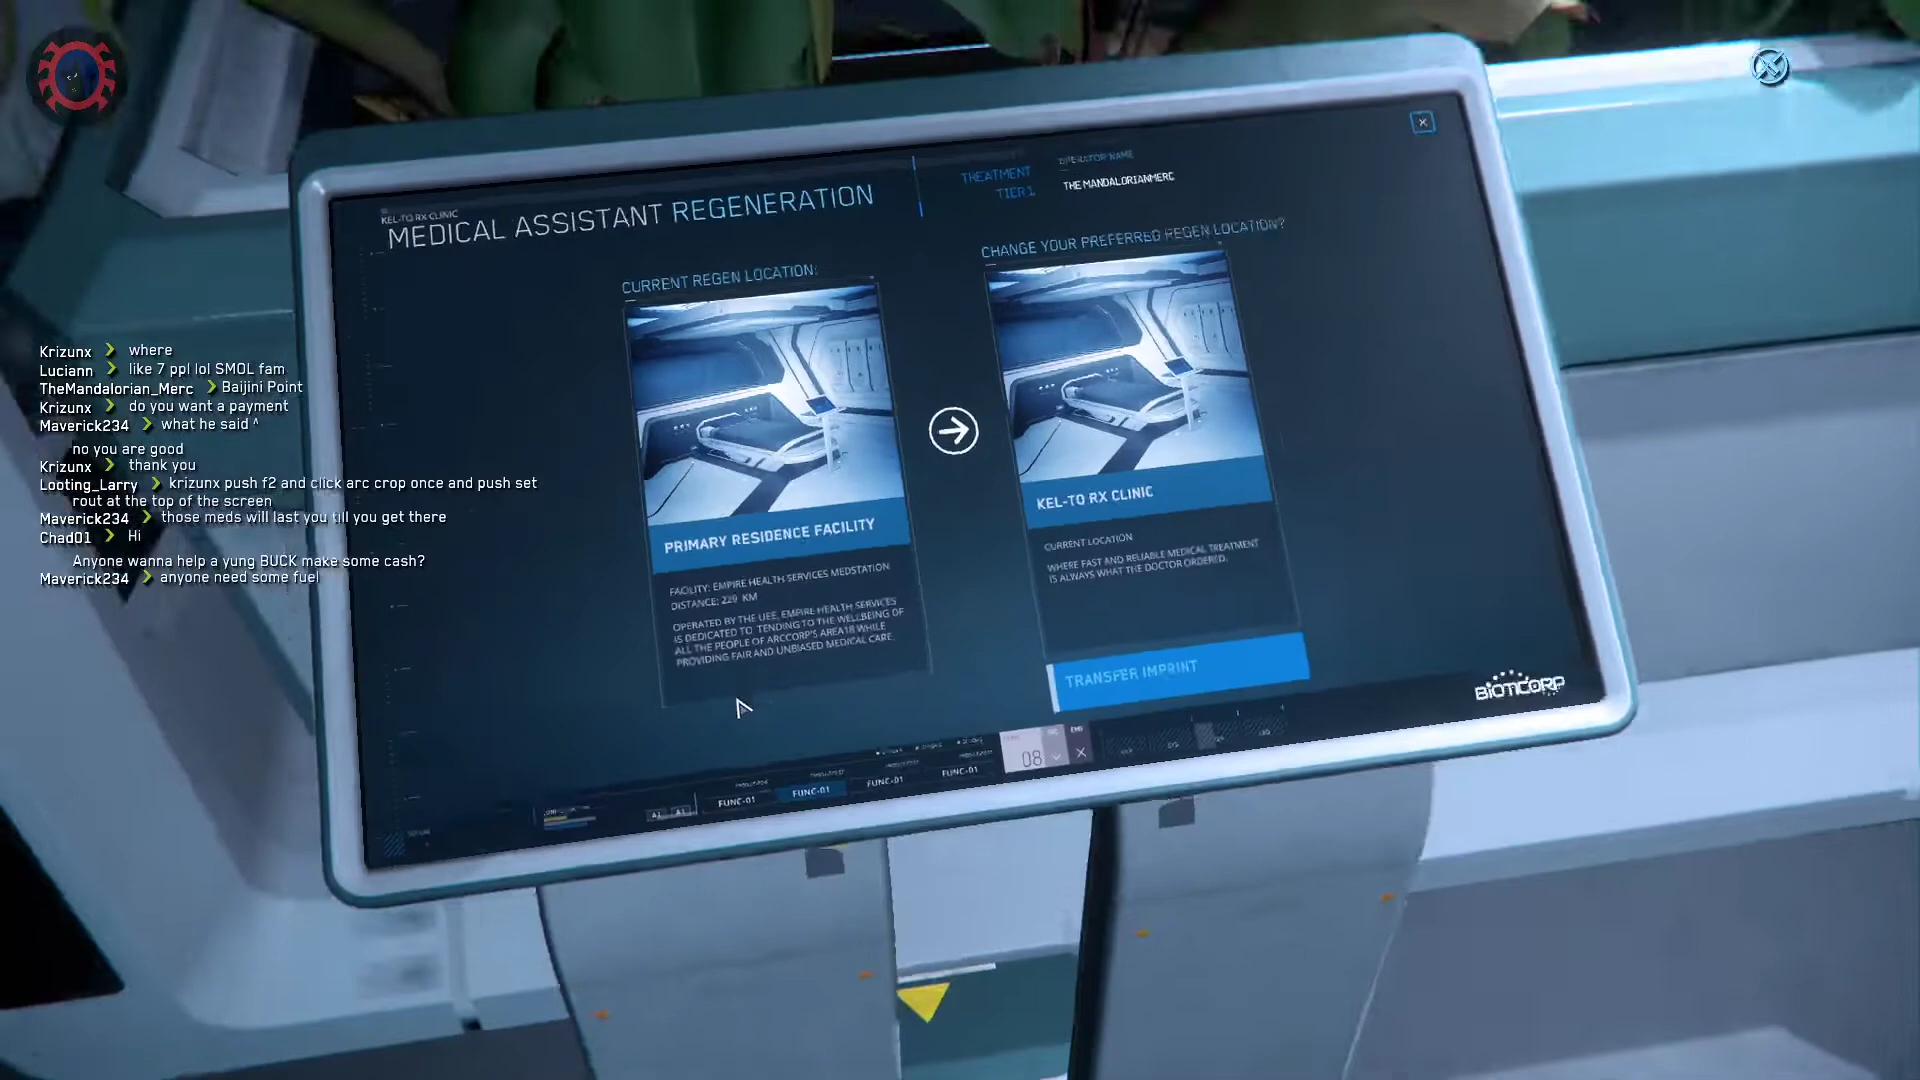 KEL-TO RX CLINIC
MEDICAL ASSISTANT REGENERATION
TREATMENT
TIER 1
OPERATOR NAME
THE MANDALORIANMERC
CURRENT REGEN LOCATION:
CHANGE YOUR PREFERRED REGEN LOCATION?
PRIMARY RESIDENCE FACILITY
FACILITY: EMPIRE HEALTH SERVICES MEDSTATION
DISTANCE: 229 KM
OPERATED BY THE UEE, EMPIRE HEALTH SERVICES
IS DEDICATED TO TENDING TO THE WELLBEING OF
ALL THE PEOPLE OF ARCCORP'S AREA18 WHILE
PROVIDING FAIR AND UNBIASED MEDICAL CARE.
KEL-TO RX CLINIC
CURRENT LOCATION
WHERE FAST AND RELIABLE MEDICAL TREATMENT
IS ALWAYS WHAT THE DOCTOR ORDERED.
TRANSFER IMPRINT
BIOTICORP
FUNC-01
FUNC-01
FUNC-01
FUNC-01
08
Krizunx > where
Luciann > like 7 ppl lol SMOL fam
TheMandalorian_Merc > Baijini Point
Krizunx > do you want a payment
Maverick234 > what he said ^
no you are good
Krizunx > thank you
Looting_Larry > krizunx push f2 and click arc crop once and push set
rout at the top of the screen
Maverick234 > those meds will last you till you get there
Chad01 > Hi
Anyone wanna help a yung BUCK make some cash?
Maverick234 > anyone need some fuel